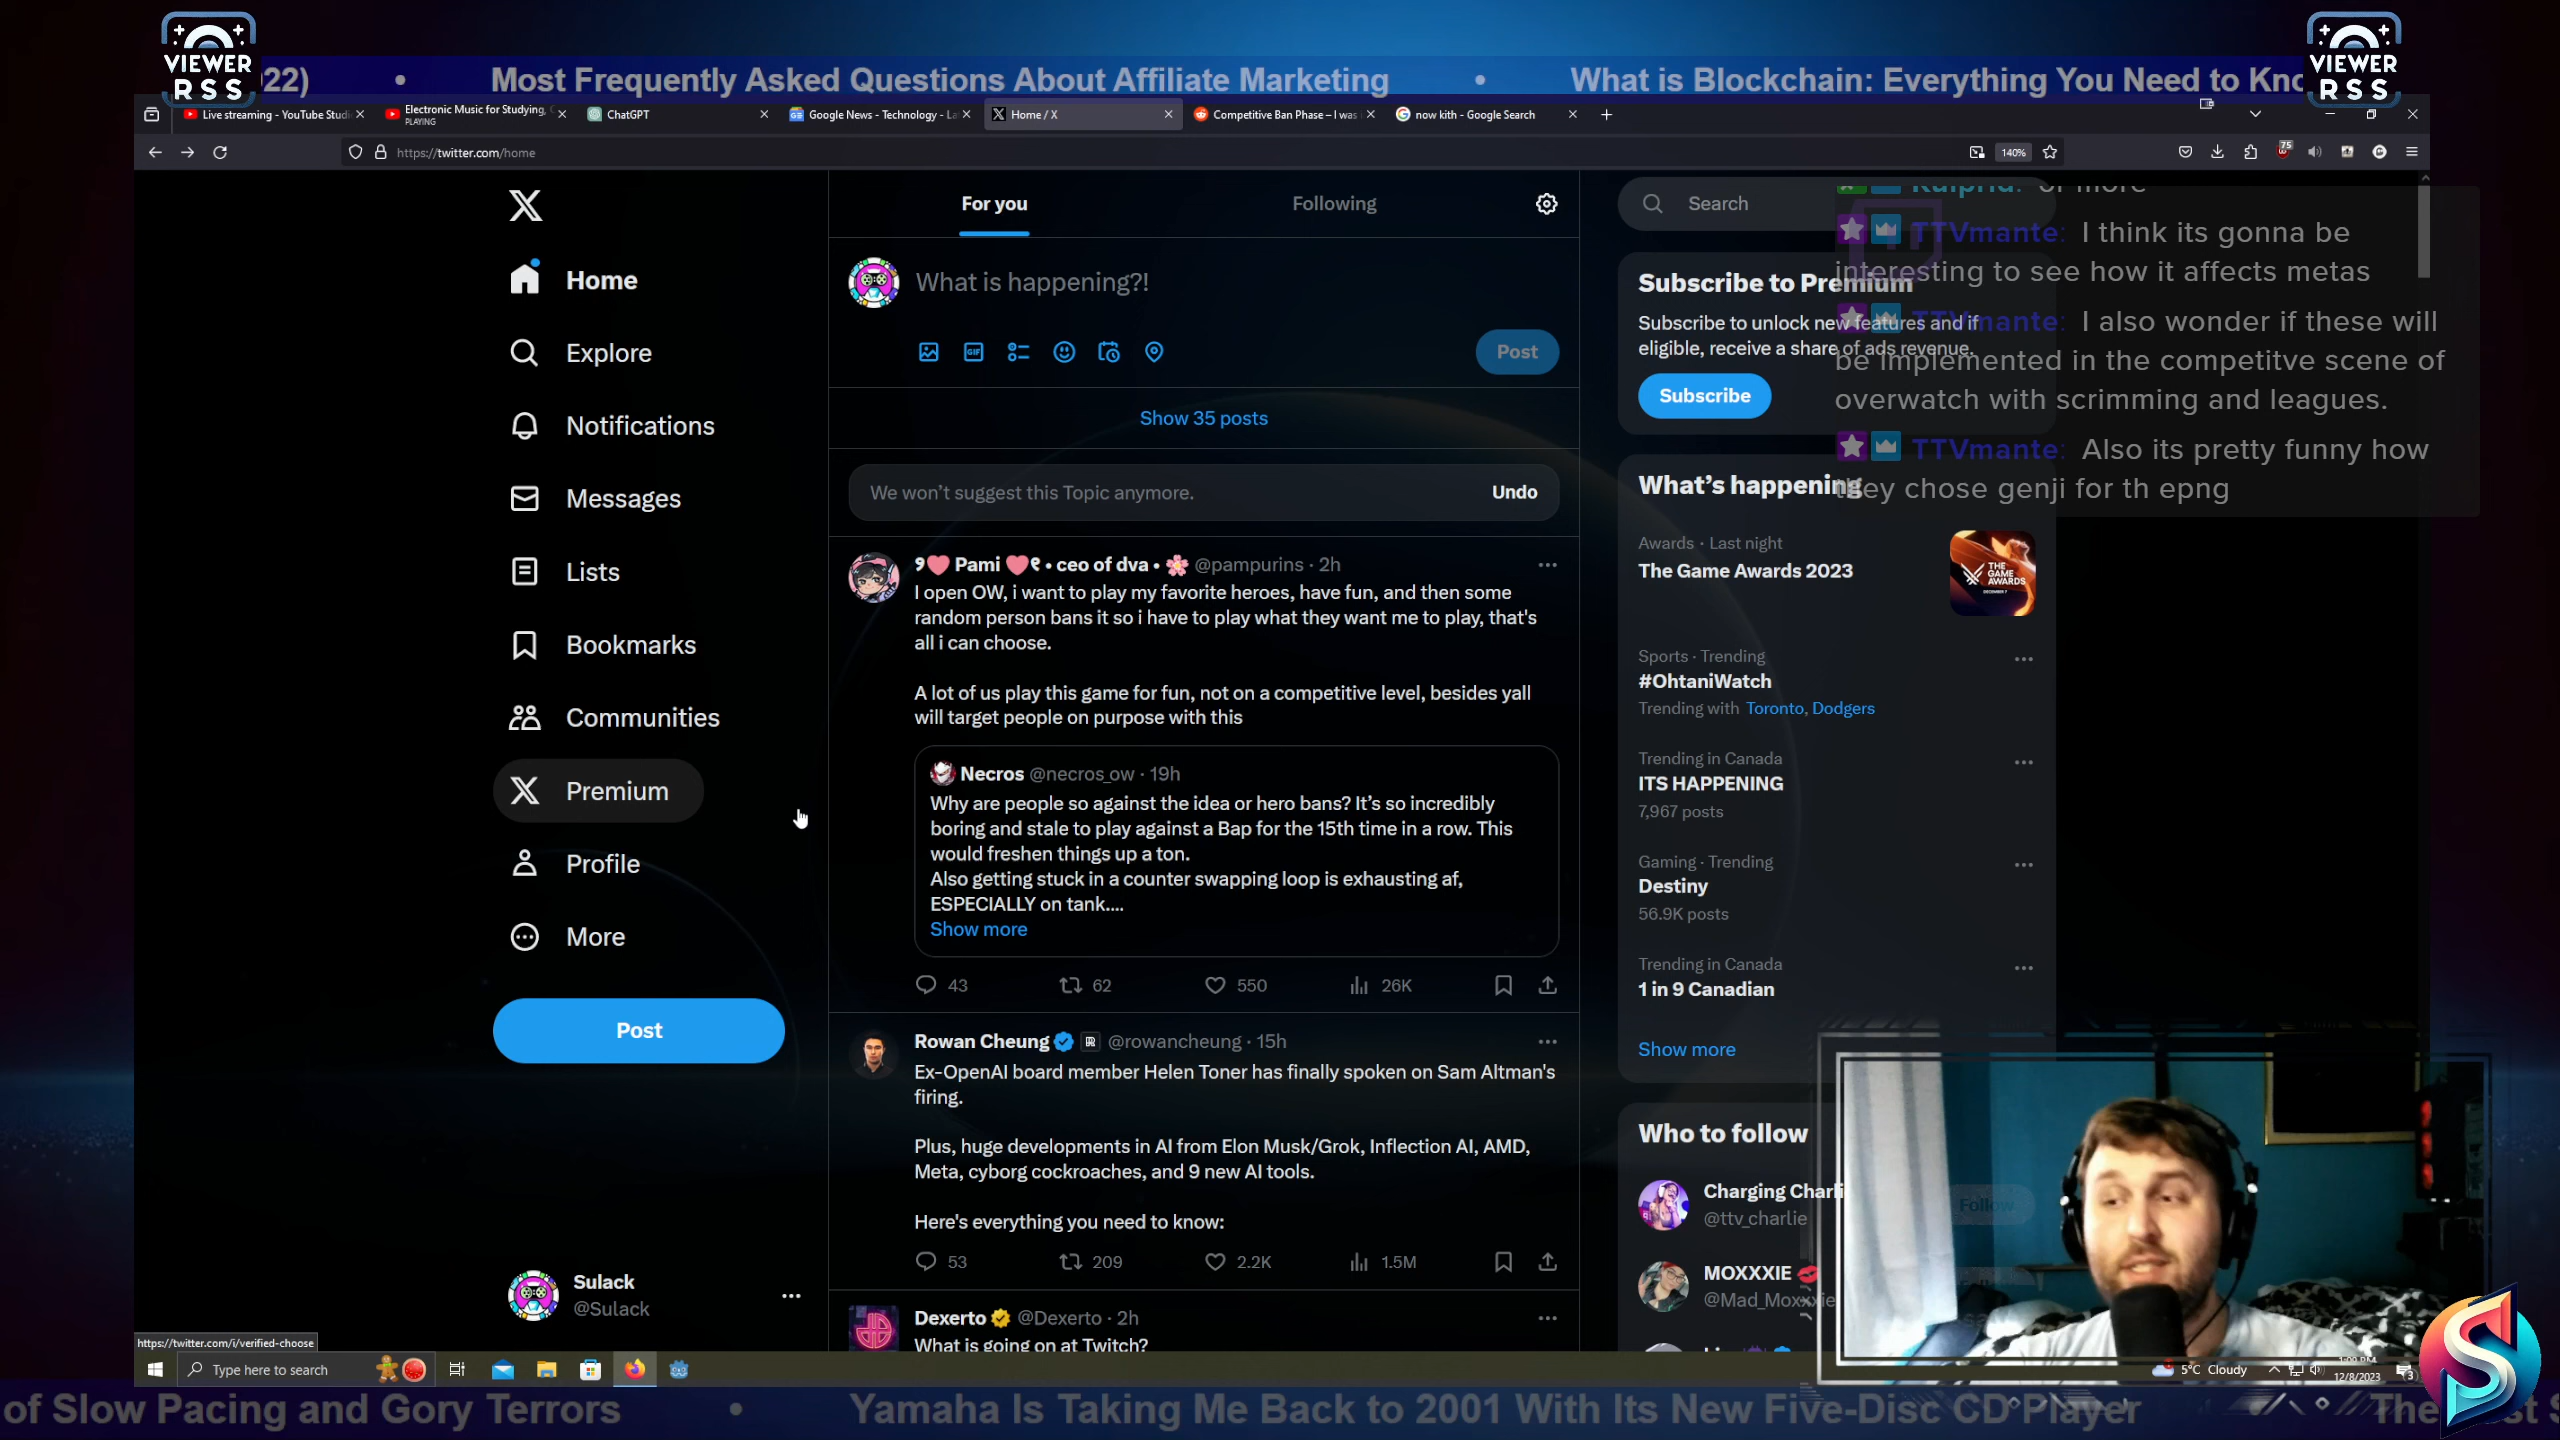 VIEWER
RSS
022)
•
Most Frequently Asked Questions About Affiliate Marketing
•
What is Blockchain: Everything You Need to Kno
VIEWER
RSS
Live streaming - YouTube Studi
Electronic Music for Studying,
PLAYING
ChatGPT
Google News - Technology - La
Home / X
Competitive Ban Phase – I was
now kith - Google Search
https://twitter.com/home
140%
75
Home
Explore
Notifications
Messages
Lists
Bookmarks
Communities
Premium
Profile
More
Post
Sulack
@Sulack
For you
Following
What is happening?!
GIF
Post
Show 35 posts
We won’t suggest this Topic anymore.
Undo
Pami • ceo of dva • @pampurins · 2h
I open OW, i want to play my favorite heroes, have fun, and then some
random person bans it so i have to play what they want me to play, that's
all i can choose.
A lot of us play this game for fun, not on a competitive level, besides yall
will target people on purpose with this
Necros @necros_ow · 19h
Why are people so against the idea or hero bans? It’s so incredibly
boring and stale to play against a Bap for the 15th time in a row. This
would freshen things up a ton.
Also getting stuck in a counter swapping loop is exhausting af,
ESPECIALLY on tank....
Show more
43
62
550
26K
Rowan Cheung @rowancheung · 15h
Ex-OpenAI board member Helen Toner has finally spoken on Sam Altman's
firing.
Plus, huge developments in AI from Elon Musk/Grok, Inflection AI, AMD,
Meta, cyborg cockroaches, and 9 new AI tools.
Here's everything you need to know:
53
209
2.2K
1.5M
Dexerto @Dexerto · 2h
What is going on at Twitch?
Search
Subscribe to Premium
Subscribe to unlock new features and if
eligible, receive a share of ads revenue.
Subscribe
What’s happening
Awards · Last night
The Game Awards 2023
THE
GAME
AWARDS
Sports · Trending
#OhtaniWatch
Trending with Toronto, Dodgers
Trending in Canada
ITS HAPPENING
7,967 posts
Gaming · Trending
Destiny
56.9K posts
Trending in Canada
1 in 9 Canadian
Show more
Who to follow
Charging Charli
@ttv_charlie
Follow
MOXXXIE
@Mad_Moxxxie
or more
TTVmante: I think its gonna be
interesting to see how it affects metas
TTVmante: I also wonder if these will
be implemented in the competitve scene of
overwatch with scrimming and leagues.
TTVmante: Also its pretty funny how
they chose genji for th epng
https://twitter.com/i/verified-choose
Type here to search
5°C Cloudy
12/8/2023
3
of Slow Pacing and Gory Terrors
•
Yamaha Is Taking Me Back to 2001 With Its New Five-Disc CD Player